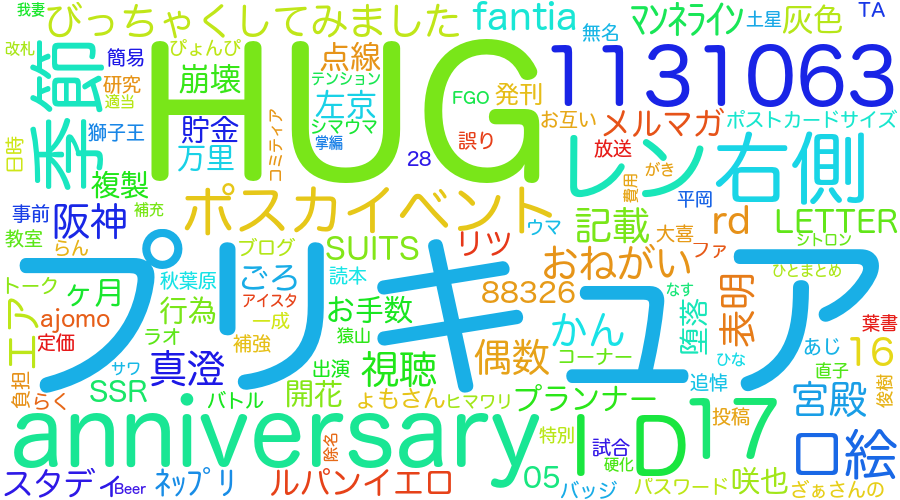 我妻
びっちゃくしてみました
fantia
マンネライン
土星
灰色
TA
無名
改札
簡易
ぴょんぴ
点線
季節
HUG
1131063
研究
適当
崩壊
テンション
左京
FGO
発刊
獅子王
貯金
シマウマ
コミティア
お互い
メルマガ
ポストカードサイズ
日時
万里
掌編
28
誤り
放送
レン
右側
がき
複製
補充
費用
平岡
事前
阪神
ポスカイベント
ウマ
記載
大喜
rd
LETTER
教室
らん
ブログ
SUITS
リツ
ファ
シトロン
おねがい
ひとまとめ
プリキュア
トーク
ヶ月
秋葉原
ごろ
読本
88326
なす
エア
ajomo
行為
アイスタ
お手数
かん
堕落
表明
葉書
定価
ラオ
一成
補強
猿山
偶数
コーナー
ひな
あじ
16
真澄
出演
視聴
サワ
直子
負担
らく
SSR
バトル
開花
ょもさん
ヒマワリ
プランナー
追悼
宮殿
俊樹
anniversary
ID
17
投稿
特別
口絵
除名
試合
硬化
スタディ
Beer
ネップリ
ルパンイエロ
05
バッジ
パスワード
咲也
ざぁさんの